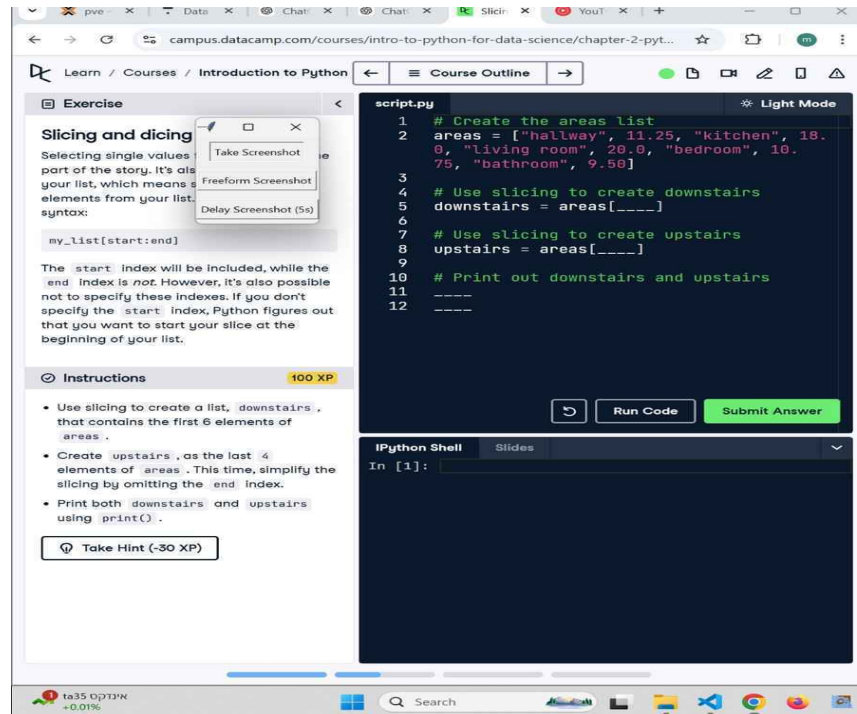 pve -
Data
Chat
Chat
Slicin
YouT
campus.datacamp.com/courses/intro-to-python-for-data-science/chapter-2-pyt...
Learn / Courses / Introduction to Python
Course Outline
Exercise
Slicing and dicing
Selecting single values
part of the story. It's als
your list, which means s
elements from your list.
syntax:
my_list[start:end]
The start index will be included, while the
end index is not. However, it's also possible
not to specify these indexes. If you don't
specify the start index, Python figures out
that you want to start your slice at the
beginning of your list.
Take Screenshot
Freeform Screenshot
Delay Screenshot (5s)
Instructions
100 XP
• Use slicing to create a list, downstairs ,
that contains the first 6 elements of
areas .
• Create upstairs , as the last 4
elements of areas . This time, simplify the
slicing by omitting the end index.
• Print both downstairs and upstairs
using print() .
Take Hint (-30 XP)
script.py
Light Mode
1 # Create the areas list
2 areas = ["hallway", 11.25, "kitchen", 18.
0, "living room", 20.0, "bedroom", 10.
75, "bathroom", 9.50]
3
4 # Use slicing to create downstairs
5 downstairs = areas[____]
6
7 # Use slicing to create upstairs
8 upstairs = areas[____]
9
10 # Print out downstairs and upstairs
11 ____
12 ____
Run Code
Submit Answer
IPython Shell
Slides
In [1]:
1
ta35 אינדקס
+0.01%
Search